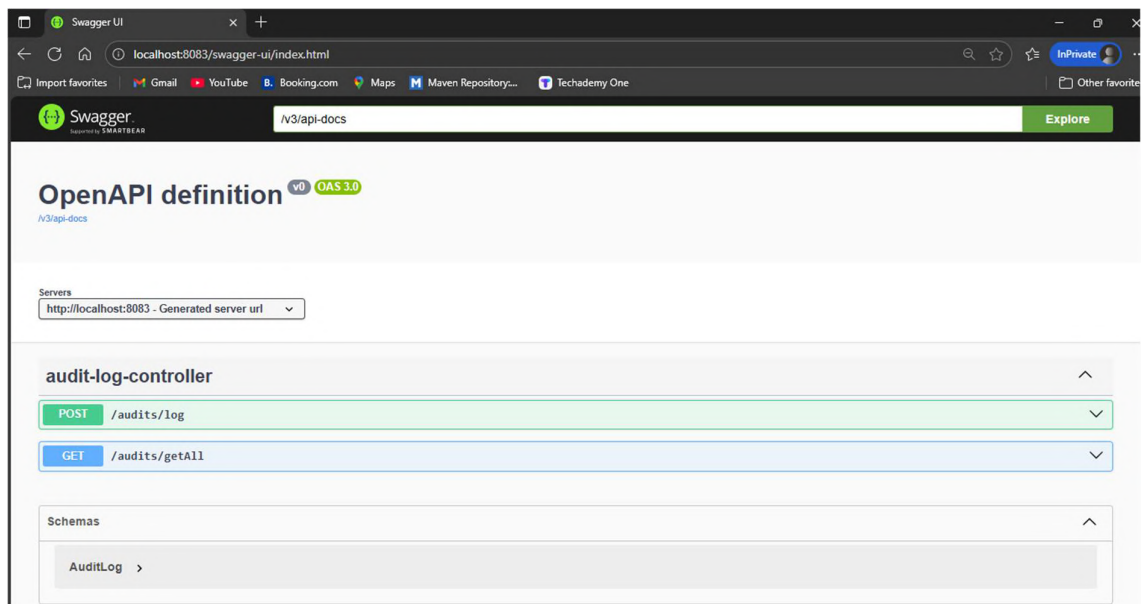 Swagger UI
localhost:8083/swagger-ui/index.html
InPrivate
Import favorites Gmail YouTube B. Booking.com Maps M Maven Repository:... Techademy One Other favorite
{··} Swagger.
Supported by SMARTBEAR
/v3/api-docs
Explore
OpenAPI definition v0 OAS 3.0
/v3/api-docs
Servers
http://localhost:8083 - Generated server url
audit-log-controller
POST /audits/log
GET /audits/getAll
Schemas
AuditLog